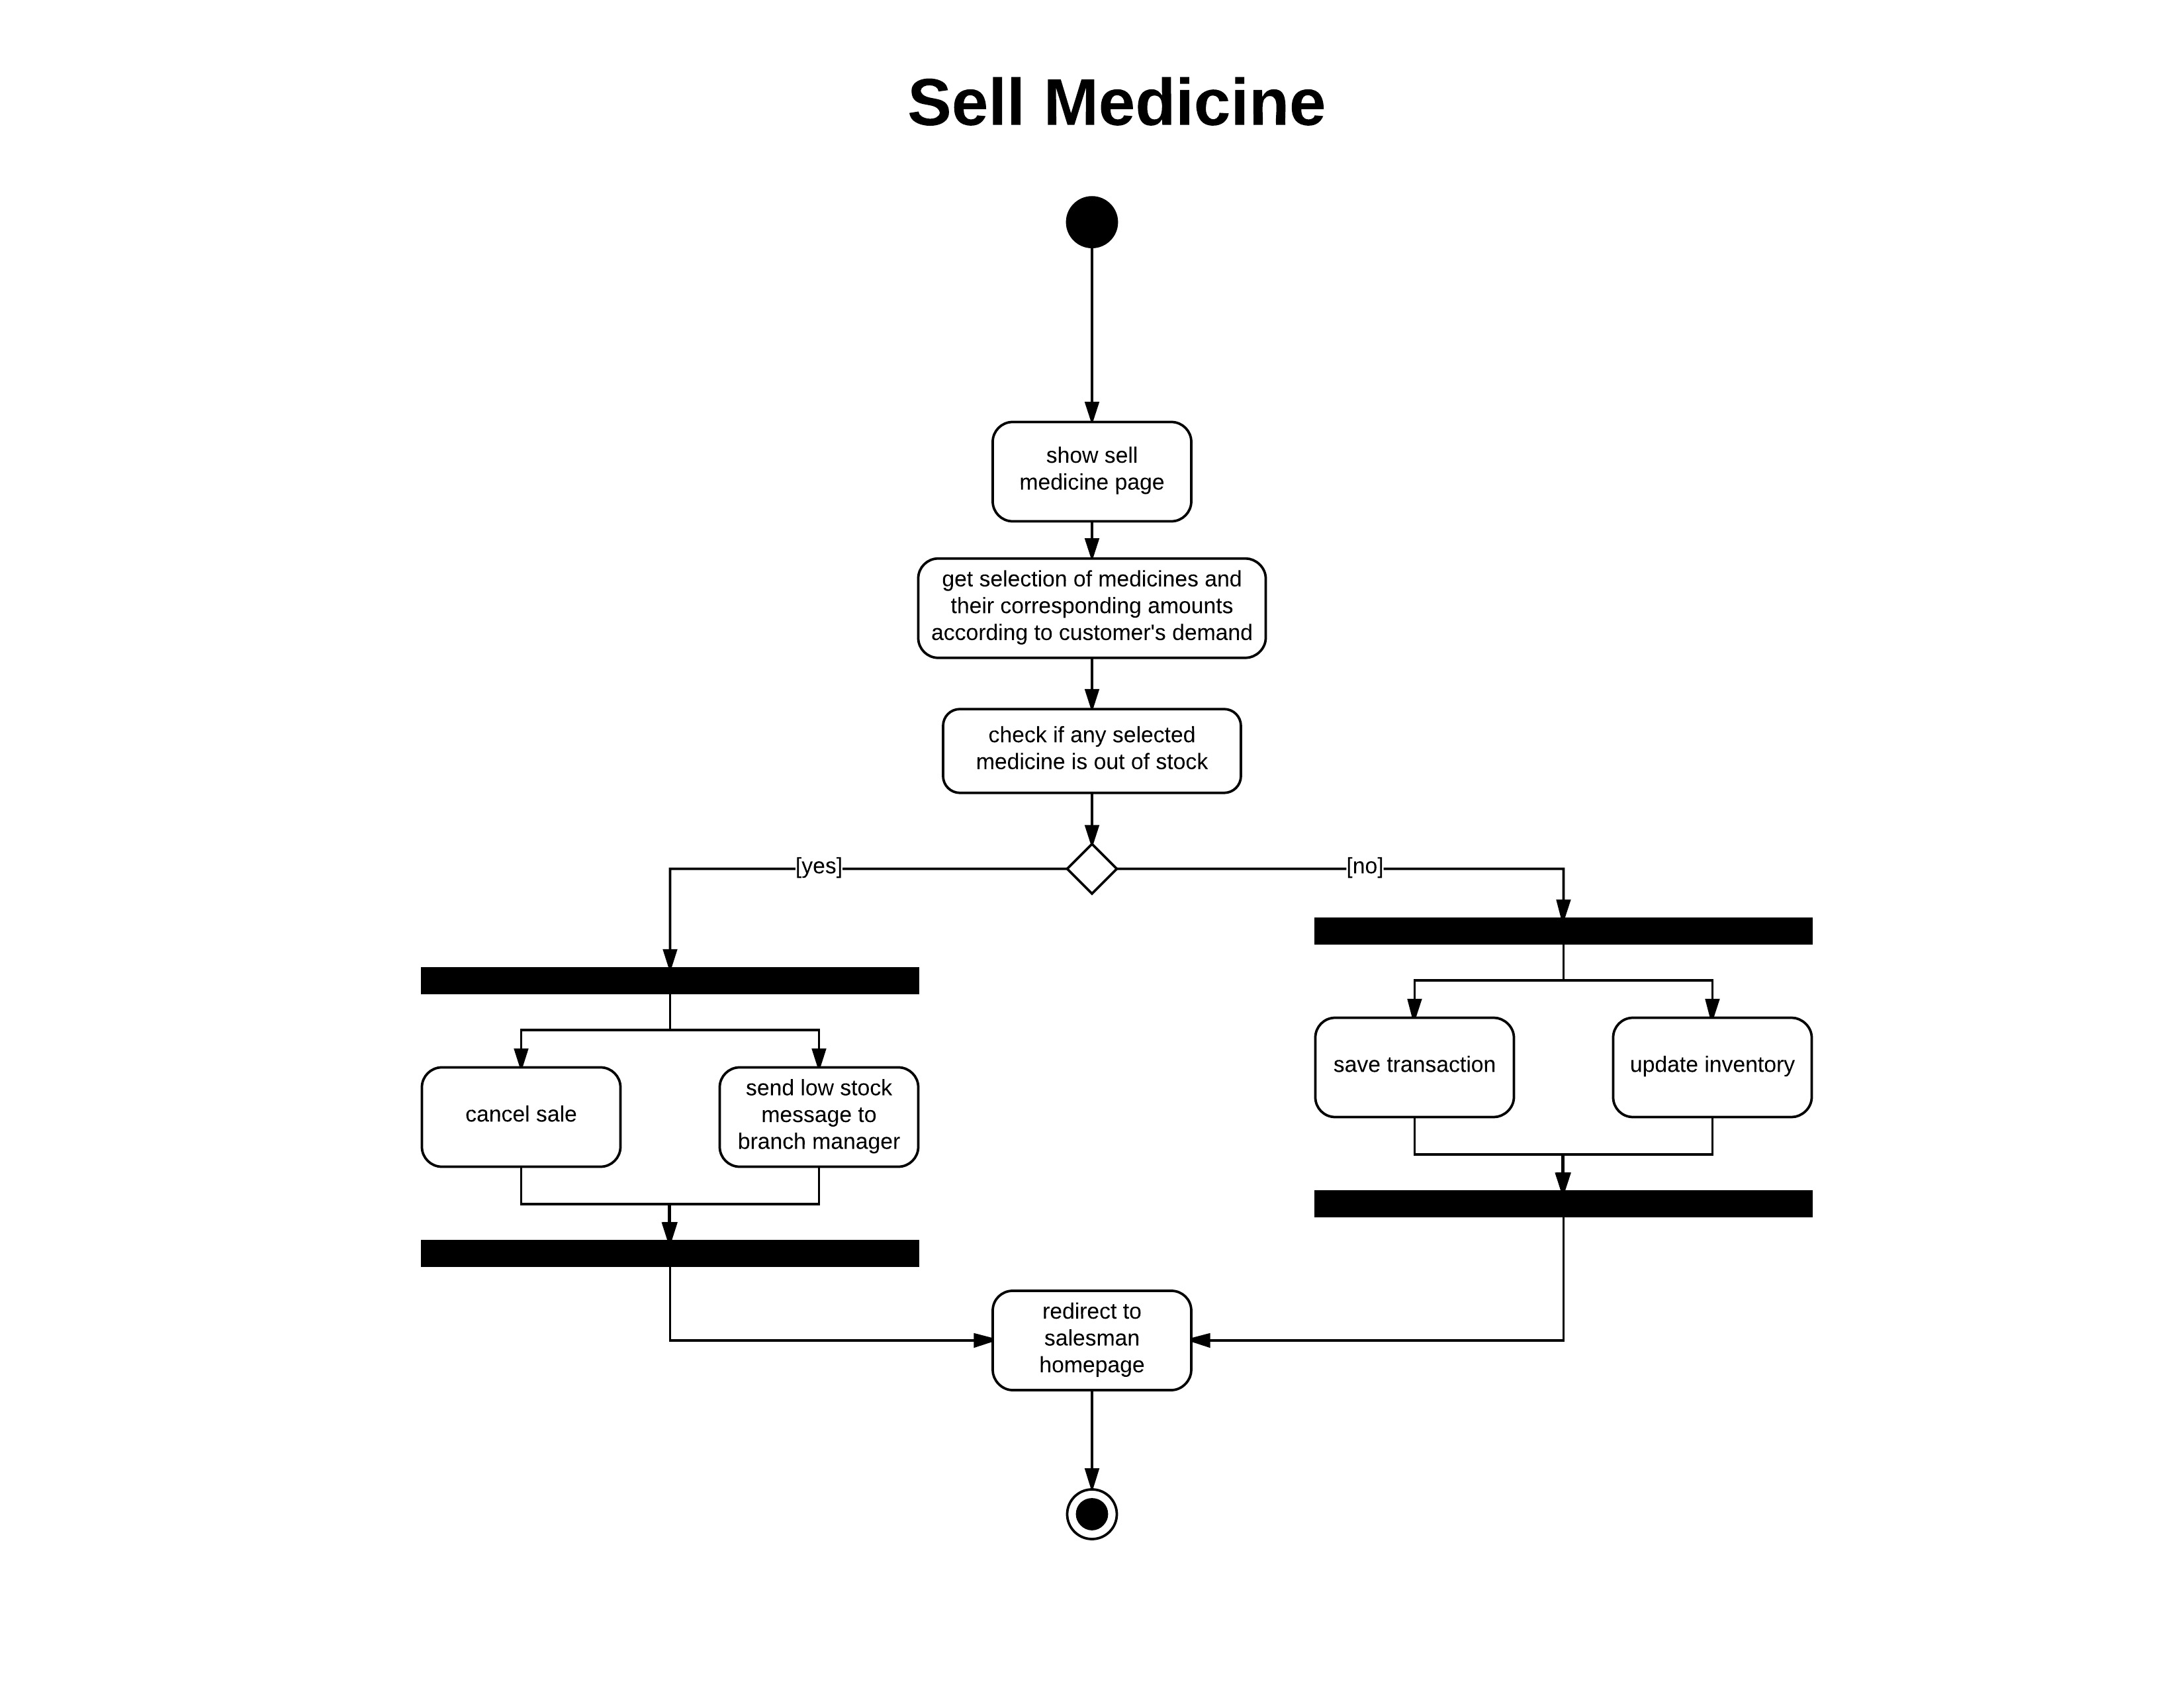 Sell Medicine
show sell
medicine page
get selection of medicines and
their corresponding amounts
according to customer's demand
check if any selected
medicine is out of stock
[yes]
[no]
cancel sale
send low stock
message to
branch manager
save transaction
update inventory
redirect to
salesman
homepage